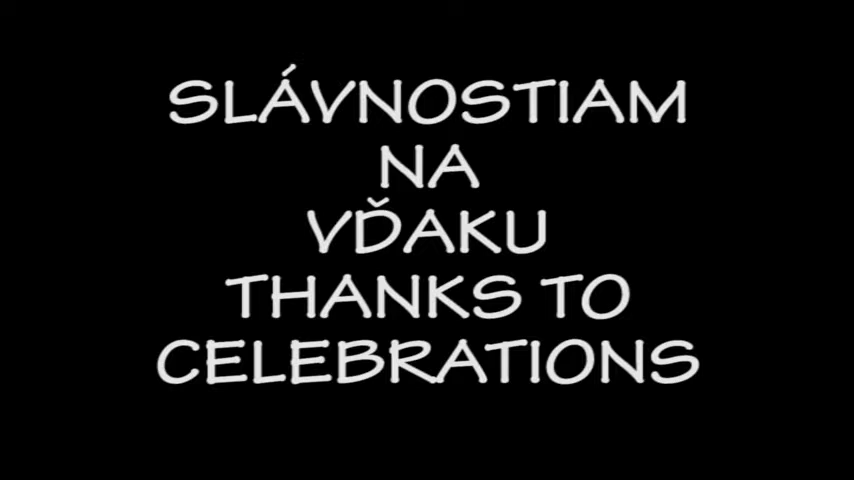 SLÁVNOSTIAM
NA
VĎAKU
THANKS TO
CELEBRATIONS